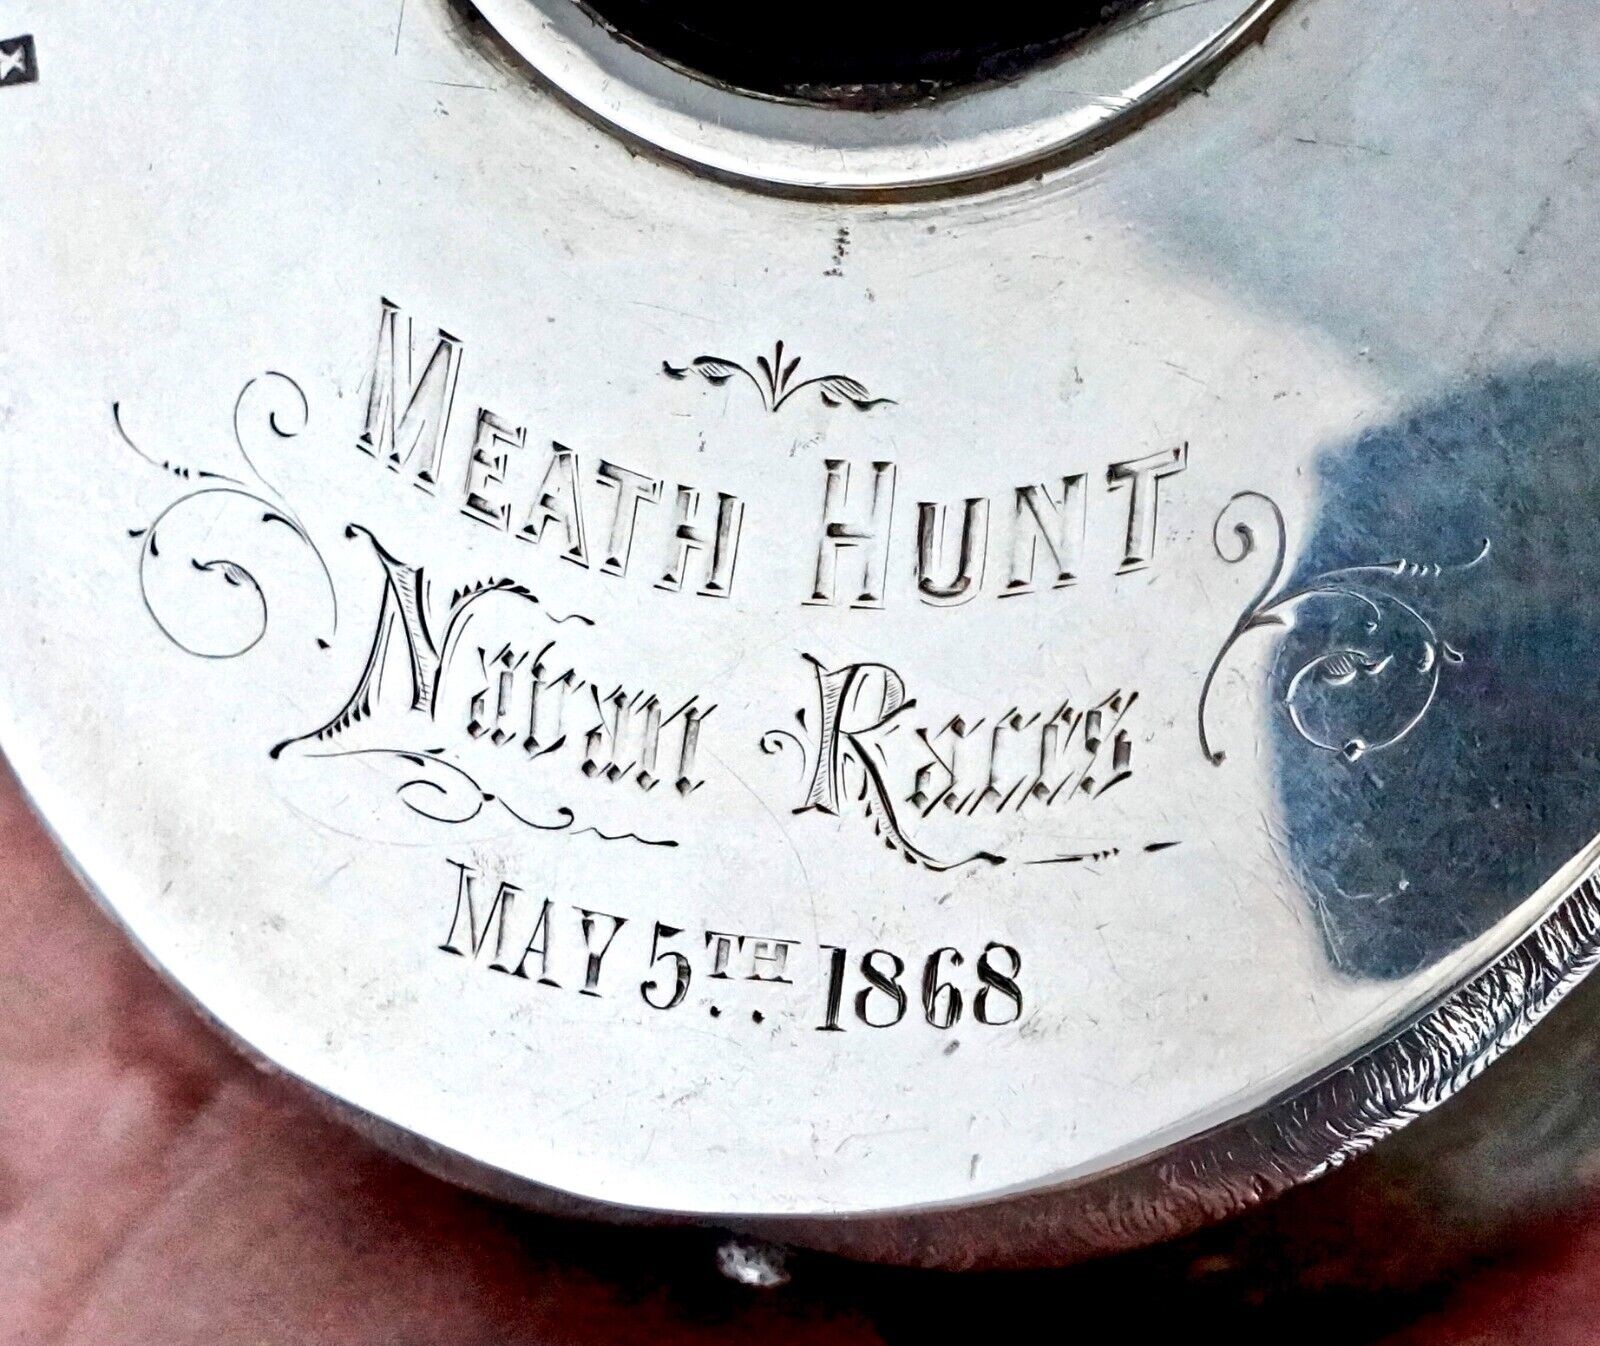 MEATH HUNT
Navan Races
MAY 5TH 1868